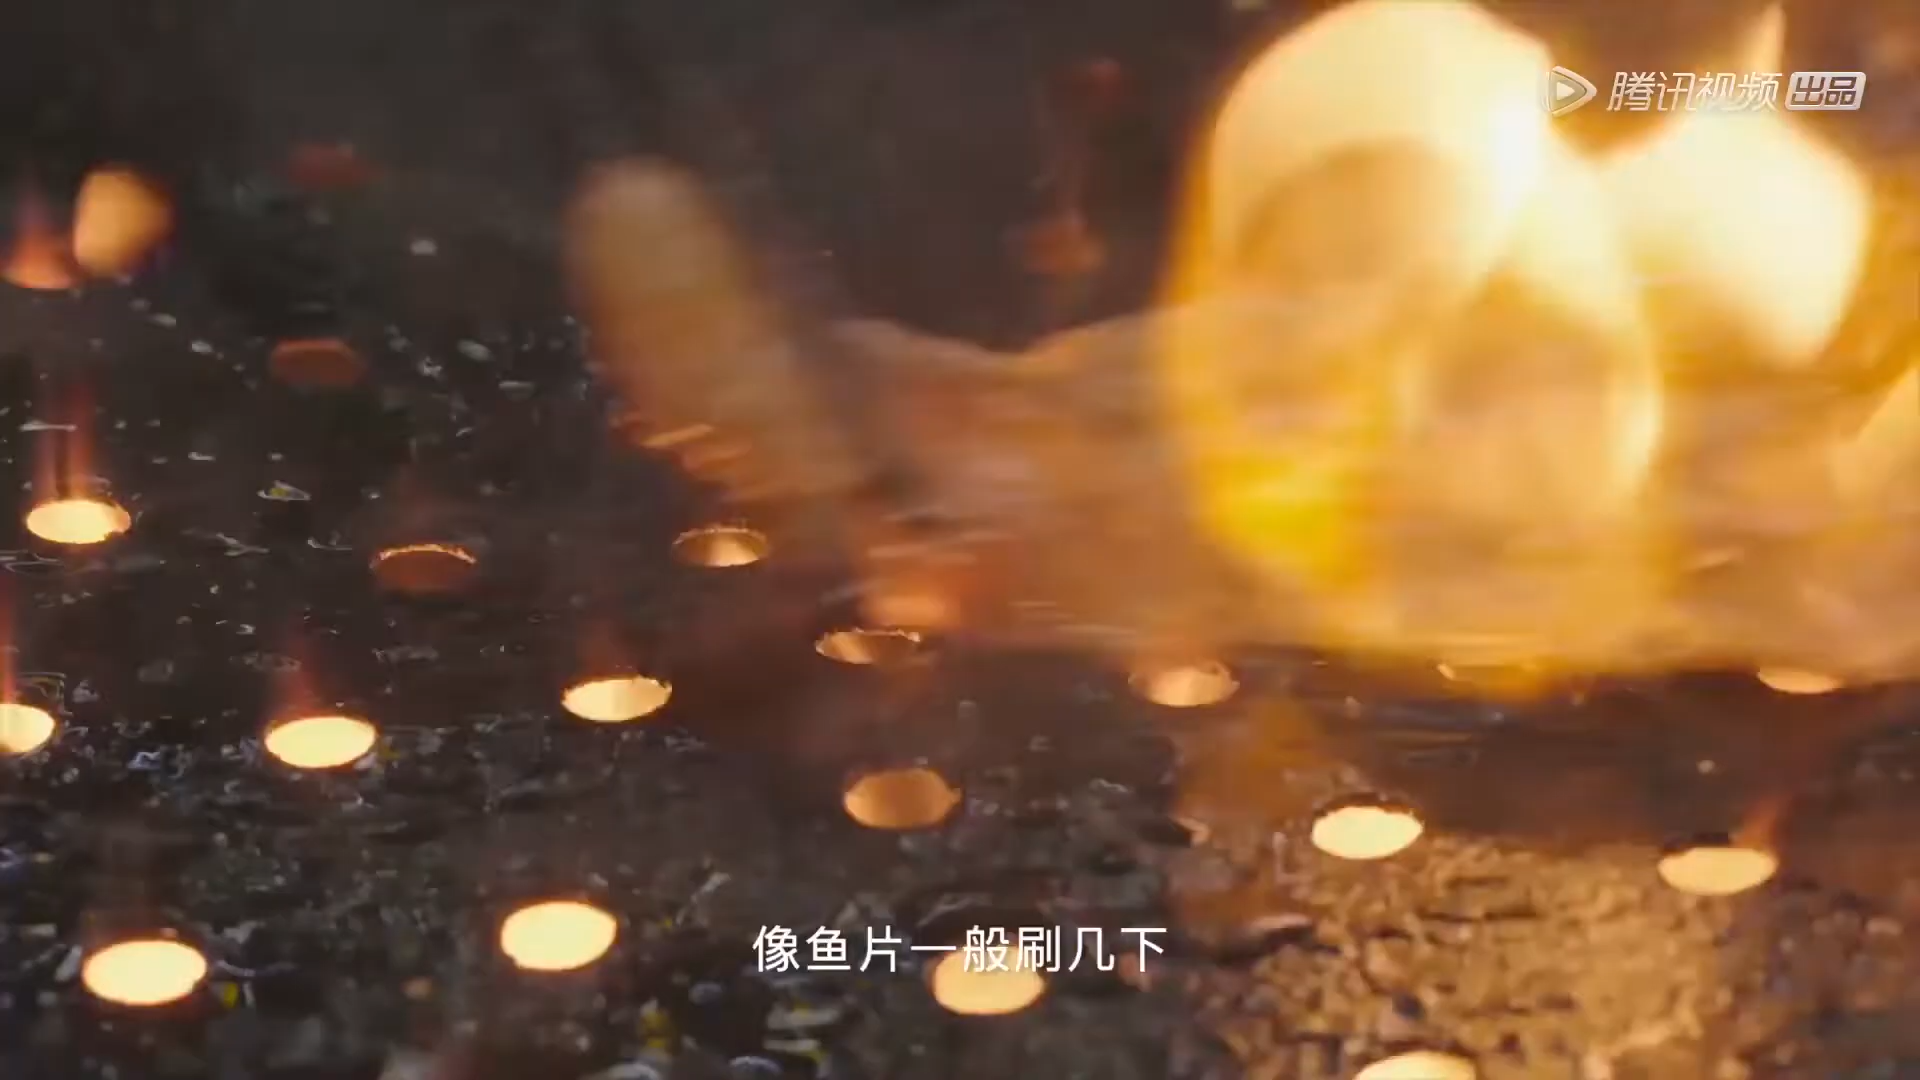 腾讯视频 出品
像鱼片一般刷几下